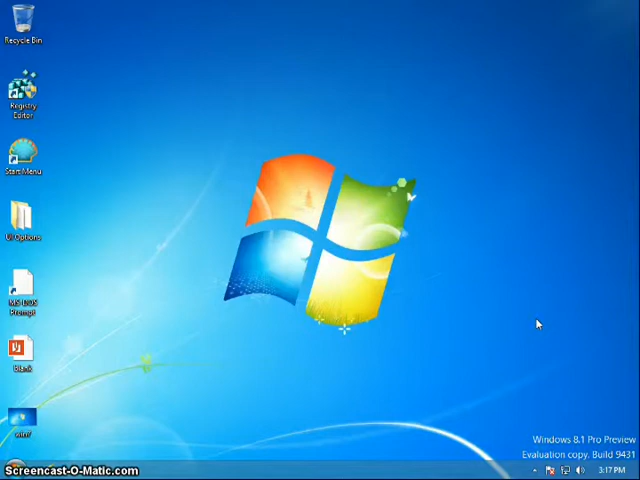 Recycle Bin
Registry
Editor
Start Menu
UI Options
MS-DOS
Prompt
blank
win7
Windows 8.1 Pro Preview
Evaluation copy. Build 9431
Screencast-O-Matic.com
3:17 PM